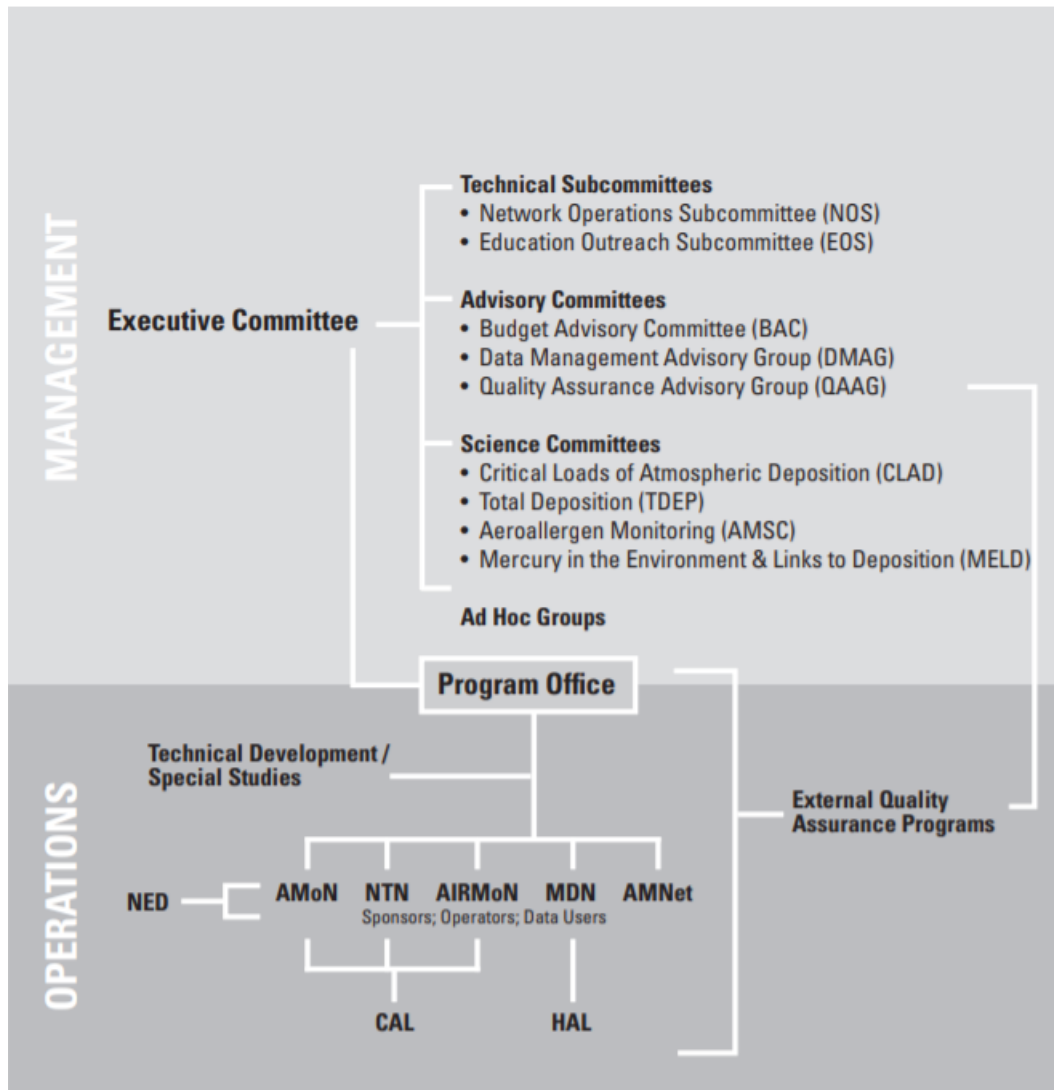 MANAGEMENT
Technical Subcommittees
• Network Operations Subcommittee (NOS)
• Education Outreach Subcommittee (EOS)
Executive Committee
Advisory Committees
• Budget Advisory Committee (BAC)
• Data Management Advisory Group (DMAG)
• Quality Assurance Advisory Group (QAAG)
Science Committees
• Critical Loads of Atmospheric Deposition (CLAD)
• Total Deposition (TDEP)
• Aeroallergen Monitoring (AMSC)
• Mercury in the Environment & Links to Deposition (MELD)
Ad Hoc Groups
Program Office
OPERATIONS
Technical Development /
Special Studies
External Quality
Assurance Programs
NED
AMoN NTN AIRMoN MDN AMNet
Sponsors; Operators; Data Users
CAL HAL